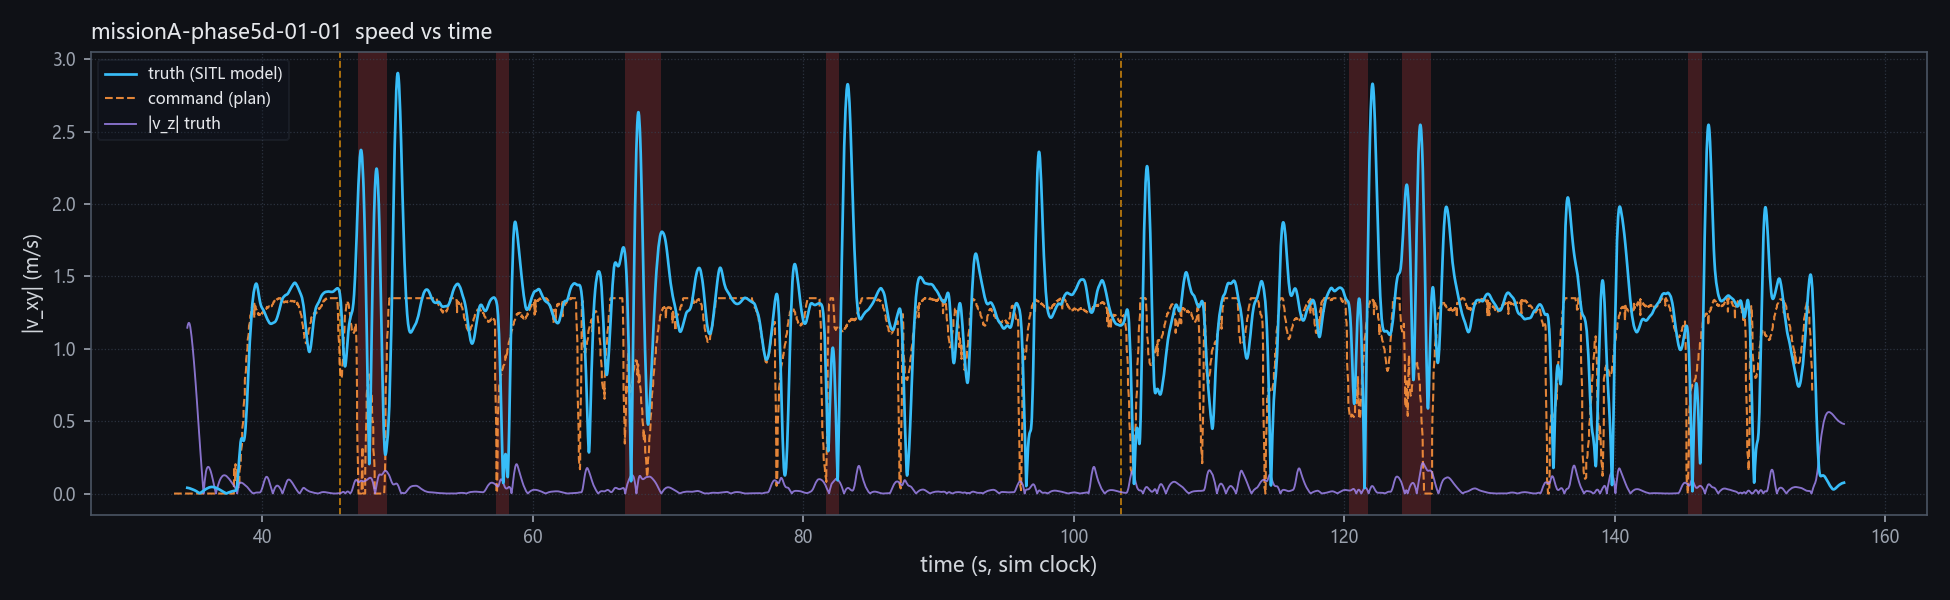 missionA-phase5d-01-01 speed vs time
truth (SITL model)
command (plan)
|v_z| truth
|v_xy| (m/s)
3.0
2.5
2.0
1.5
1.0
0.5
0.0
40 60 80 100 120 140 160
time (s, sim clock)